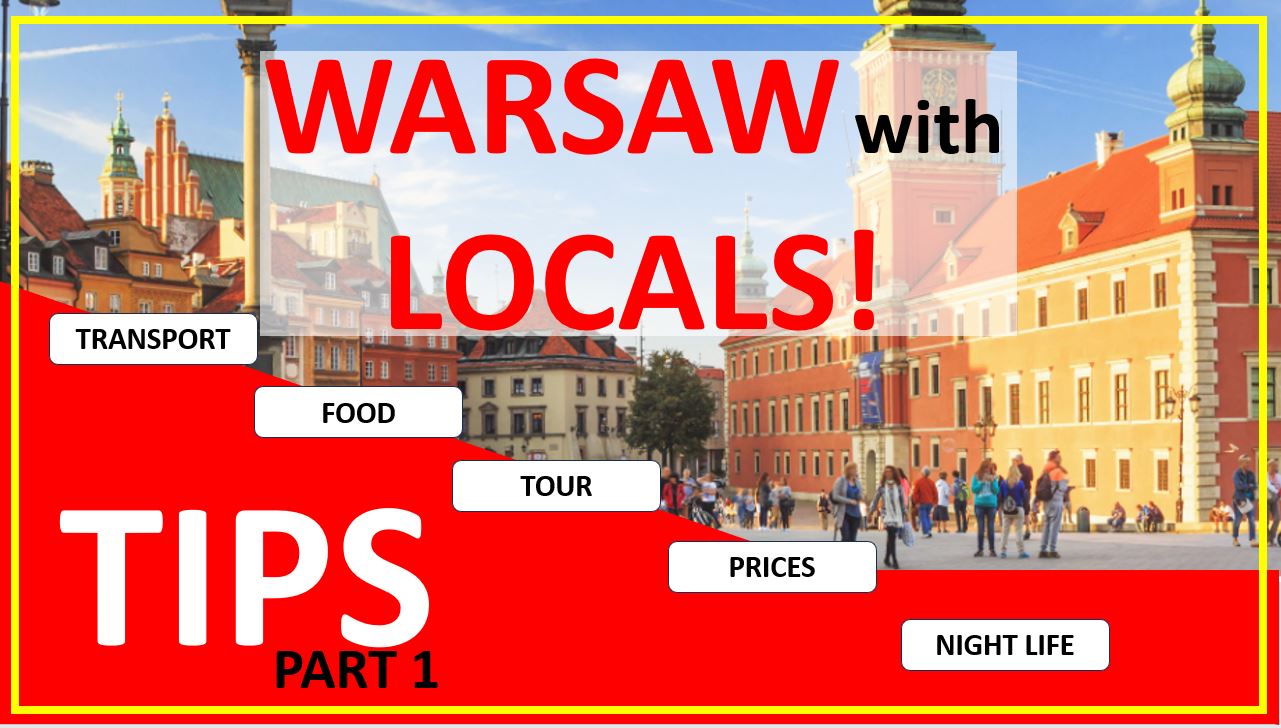 WARSAW with
LOCALS!
TRANSPORT
FOOD
TOUR
PRICES
NIGHT LIFE
TIPS
PART 1